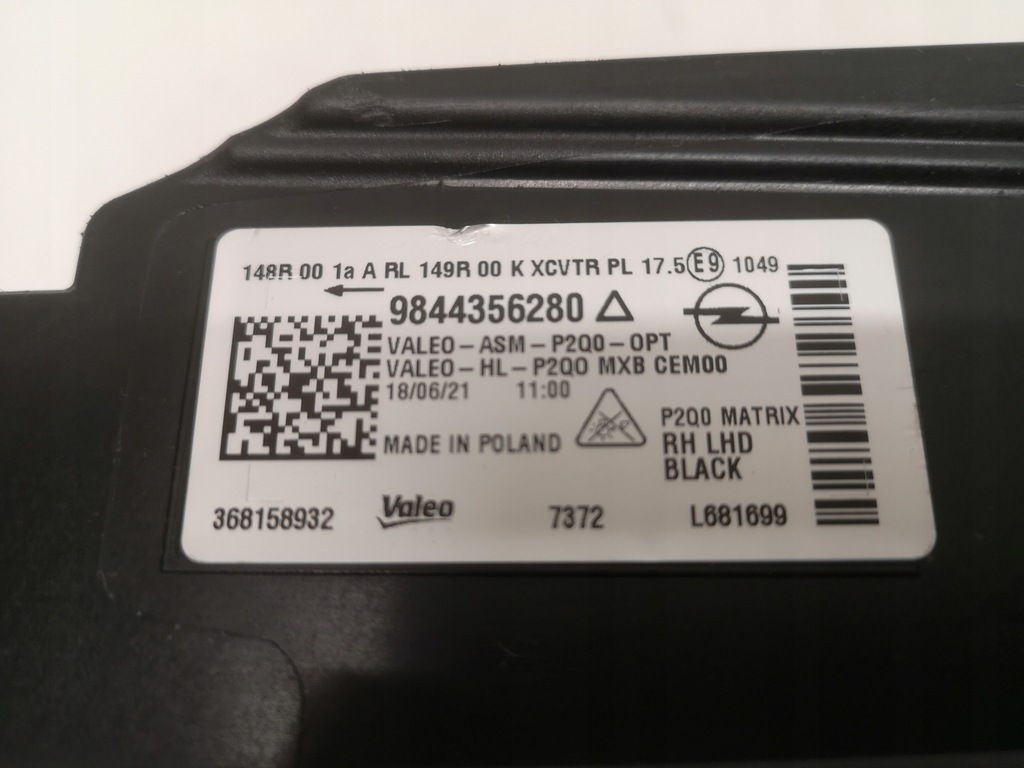 148R 00 1a A RL 149R 00 K XCVTR PL 17.5 E9 1049
9844356280
VALEO-ASM-P2Q0-OPT
VALEO-HL-P2QO MXB CEM00
18/06/21 11:00
P2Q0 MATRIX
MADE IN POLAND
RH LHD
BLACK
368158932 Valeo 7372 L681699